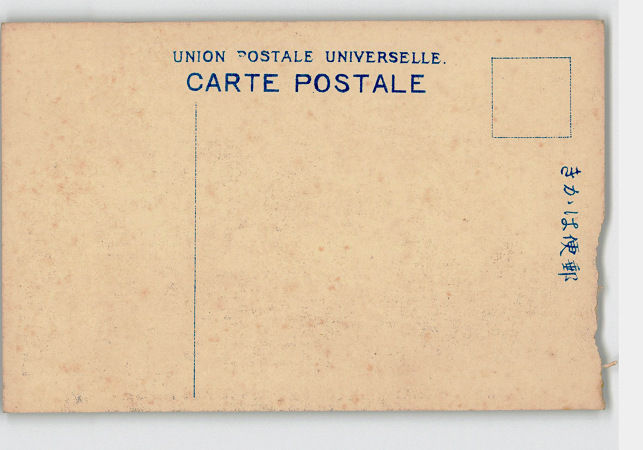 UNION POSTALE UNIVERSELLE.
CARTE POSTALE
郵便はかき